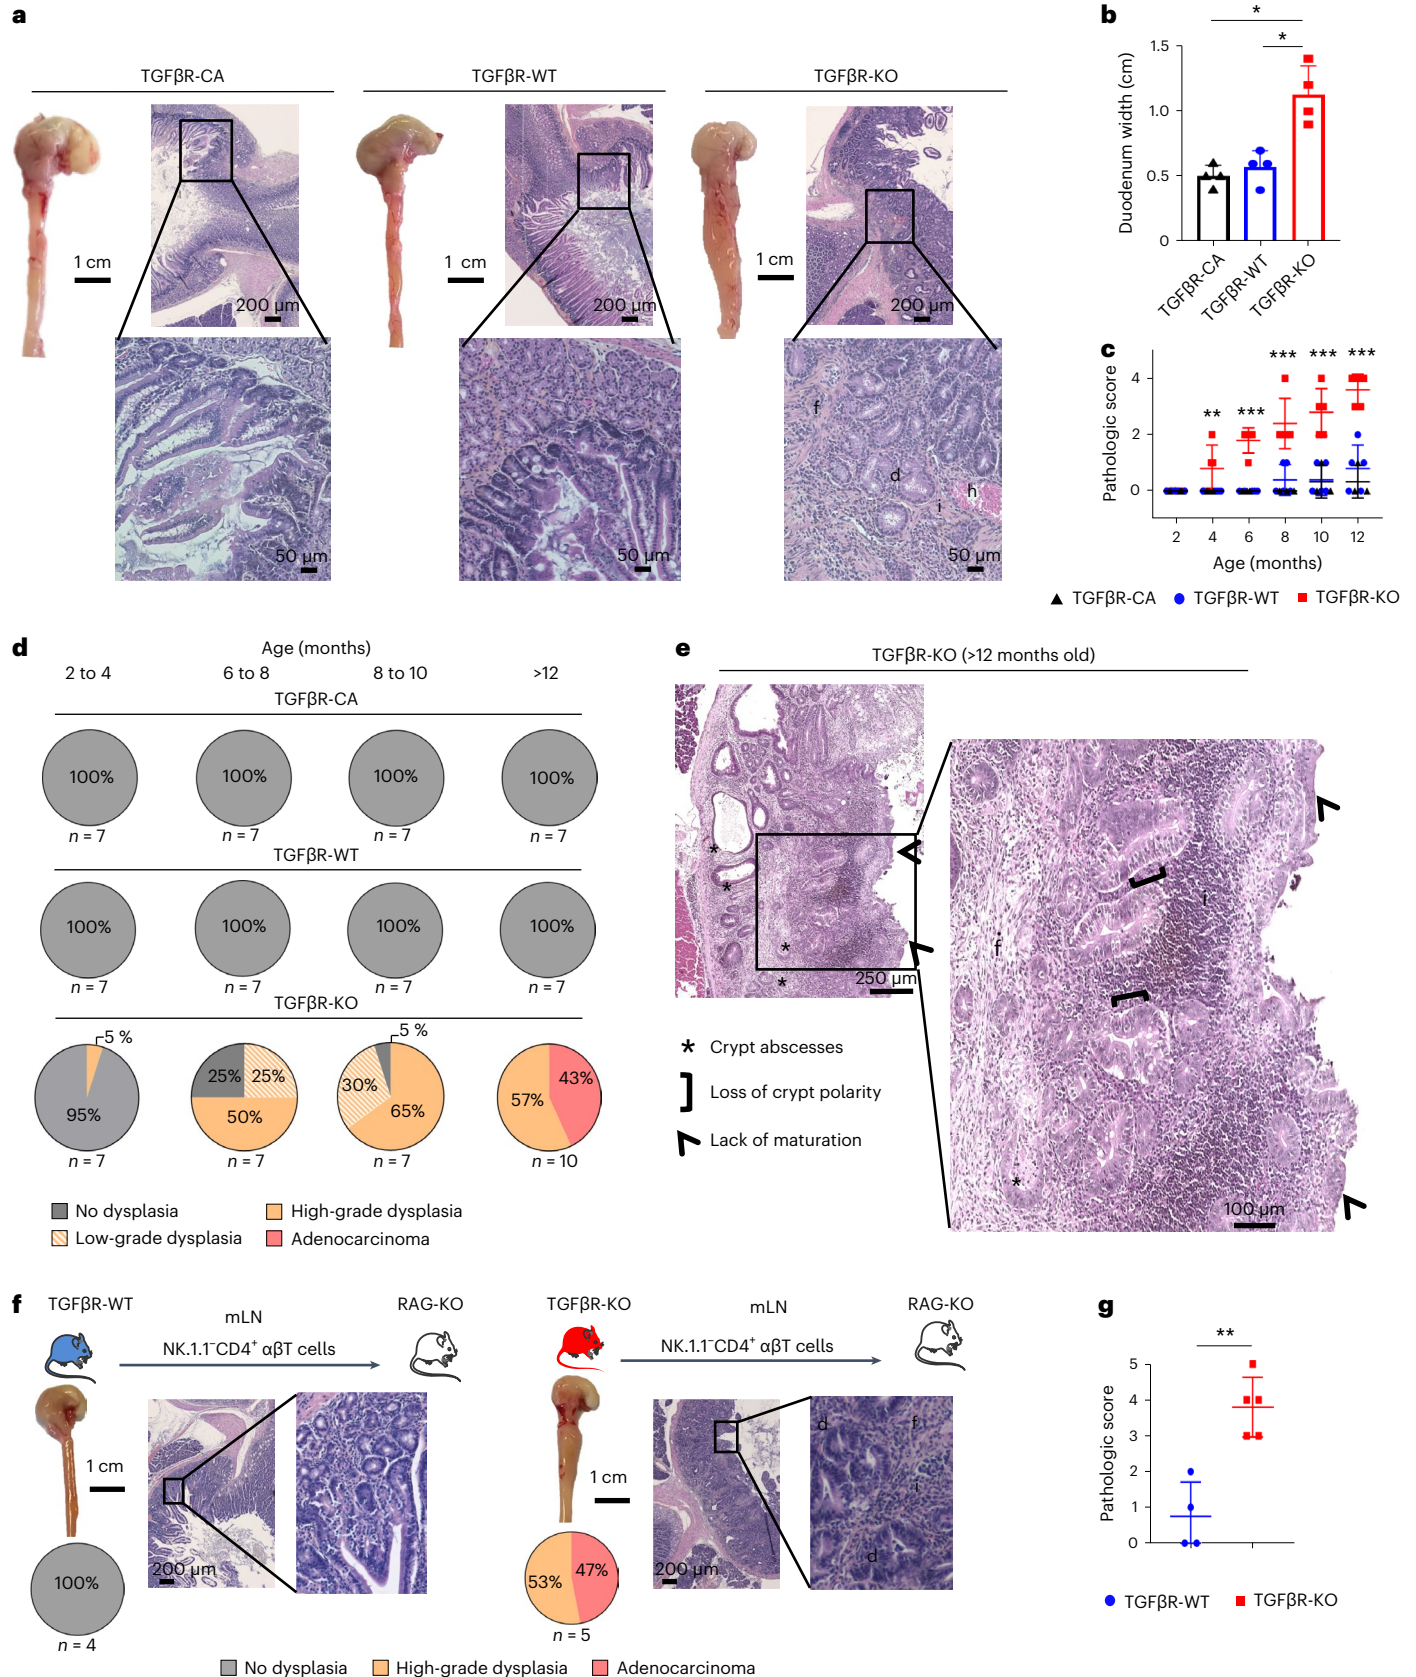 a
TGFβR-CA
TGFβR-WT
TGFβR-KO
1 cm
200 µm
50 µm
1 cm
200 µm
50 µm
1 cm
200 µm
f
d
h
i
50 µm
b
*
*
Duodenum width (cm)
1.5
1.0
0.5
0
TGFβR-CA
TGFβR-WT
TGFβR-KO
c
Pathologic score
4
2
0
**
***
***
***
***
2 4 6 8 10 12
Age (months)
TGFβR-CA TGFβR-WT TGFβR-KO
d
Age (months)
2 to 4 6 to 8 8 to 10 >12
TGFβR-CA
100% 100% 100% 100%
n = 7 n = 7 n = 7 n = 7
TGFβR-WT
100% 100% 100% 100%
n = 7 n = 7 n = 7 n = 7
TGFβR-KO
5 %
95%
25% 25%
50%
5 %
30%
65%
57% 43%
n = 7 n = 7 n = 7 n = 10
No dysplasia High-grade dysplasia
Low-grade dysplasia Adenocarcinoma
e
TGFβR-KO (>12 months old)
*
*
*
*
250 µm
i
f
*
100 µm
* Crypt abscesses
Loss of crypt polarity
Lack of maturation
f
TGFβR-WT
mLN
RAG-KO
NK.1.1⁻CD4⁺ αβT cells
1 cm
200 µm
100%
n = 4
TGFβR-KO
mLN
RAG-KO
NK.1.1⁻CD4⁺ αβT cells
1 cm
200 µm
d
f
i
d
53% 47%
n = 5
No dysplasia High-grade dysplasia Adenocarcinoma
g
**
Pathologic score
5
4
3
2
1
0
TGFβR-WT TGFβR-KO